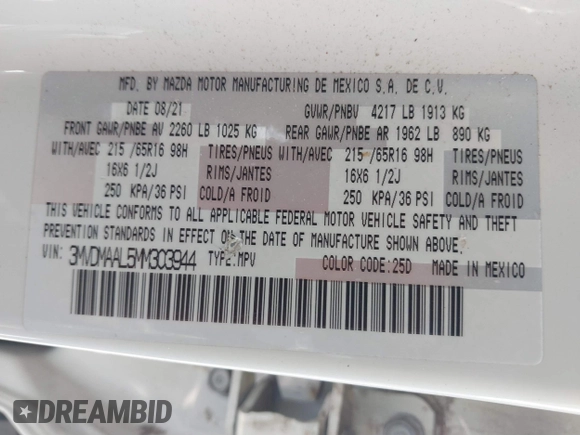 MFD. BY MAZDA MOTOR MANUFACTURING DE MEXICO S.A. DE C.V.
DATE 08/21 GVWR/PNBV 4217 LB 1913 KG
FRONT GAWR/PNBE AV 2260 LB 1025 KG REAR GAWR/PNBE AR 1962 LB 890 KG
WITH/AVEC 215 /65R16 98H TIRES/PNEUS WITH/AVEC 215 /65R16 98H TIRES/PNEUS
16X6 1/2J RIMS/JANTES 16X6 1/2J RIMS/JANTES
250 KPA/36 PSI COLD/A FROID 250 KPA/36 PSI COLD/A FROID
THIS VEHICLE CONFORMS TO ALL APPLICABLE FEDERAL MOTOR VEHICLE SAFETY AND THEFT
PREVENTION STANDARDS IN EFFECT ON THE DATE OF MANUFACTURE SHOWN ABOVE.
VIN: 3MVDMAAL5MM303944 TYPE:MPV COLOR CODE:25D MADE IN MEXICO
DREAMBID